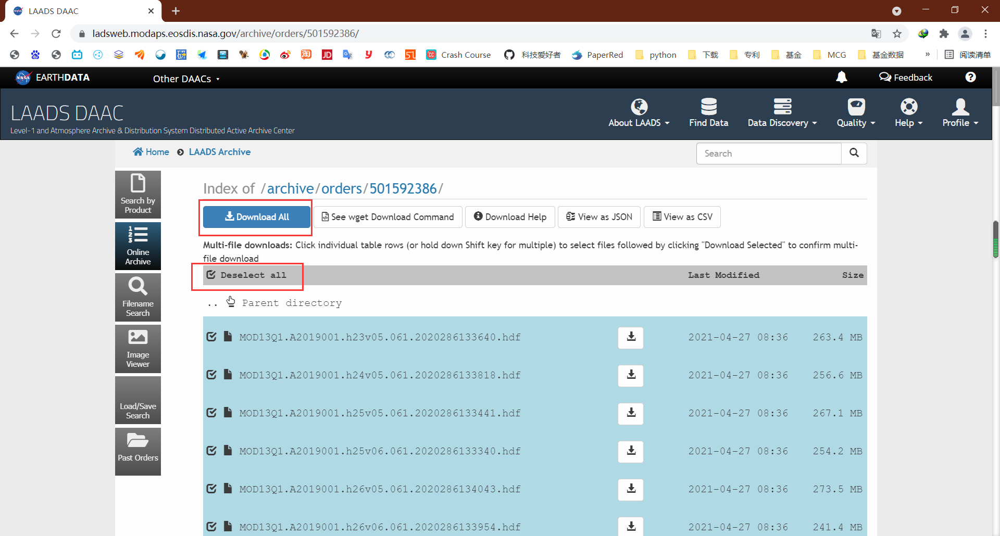 LAADS DAAC
ladsweb.modaps.eosdis.nasa.gov/archive/orders/501592386/
JD
Crash Course
科技爱好者
PaperRed
python
下载
专利
基金
MCG
基金数据
»
阅读清单
EARTHDATA
Other DAACs
Feedback
LAADS DAAC
Level-1 and Atmosphere Archive & Distribution System Distributed Active Archive Center
About LAADS
Find Data
Data Discovery
Quality
Help
Profile
Home
LAADS Archive
Search
Search by
Product
Online
Archive
Filename
Search
Image
Viewer
Load/Save
Search
Past Orders
Index of /archive/orders/501592386/
Download All
See wget Download Command
Download Help
View as JSON
View as CSV
Multi-file downloads: Click individual table rows (or hold down Shift key for multiple) to select files followed by clicking "Download Selected" to confirm multi-
file download
Deselect all Last Modified Size
.. Parent directory
MOD13Q1.A2019001.h23v05.061.2020286133640.hdf 2021-04-27 08:36 263.4 MB
MOD13Q1.A2019001.h24v05.061.2020286133818.hdf 2021-04-27 08:36 256.6 MB
MOD13Q1.A2019001.h25v05.061.2020286133441.hdf 2021-04-27 08:36 267.1 MB
MOD13Q1.A2019001.h25v06.061.2020286133340.hdf 2021-04-27 08:36 254.2 MB
MOD13Q1.A2019001.h26v05.061.2020286134043.hdf 2021-04-27 08:36 273.5 MB
MOD13Q1.A2019001.h26v06.061.2020286133954.hdf 2021-04-27 08:36 241.4 MB